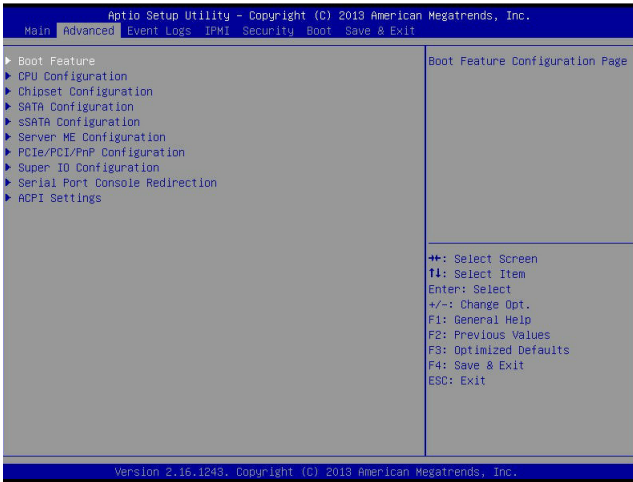 Aptio Setup Utility – Copyright (C) 2013 American Megatrends, Inc.
Main Advanced Event Logs IPMI Security Boot Save & Exit
▶ Boot Feature
▶ CPU Configuration
▶ Chipset Configuration
▶ SATA Configuration
▶ sSATA Configuration
▶ Server ME Configuration
▶ PCIe/PCI/PnP Configuration
▶ Super IO Configuration
▶ Serial Port Console Redirection
▶ ACPI Settings
Boot Feature Configuration Page
→←: Select Screen
↑↓: Select Item
Enter: Select
+/-: Change Opt.
F1: General Help
F2: Previous Values
F3: Optimized Defaults
F4: Save & Exit
ESC: Exit
Version 2.16.1243. Copyright (C) 2013 American Megatrends, Inc.